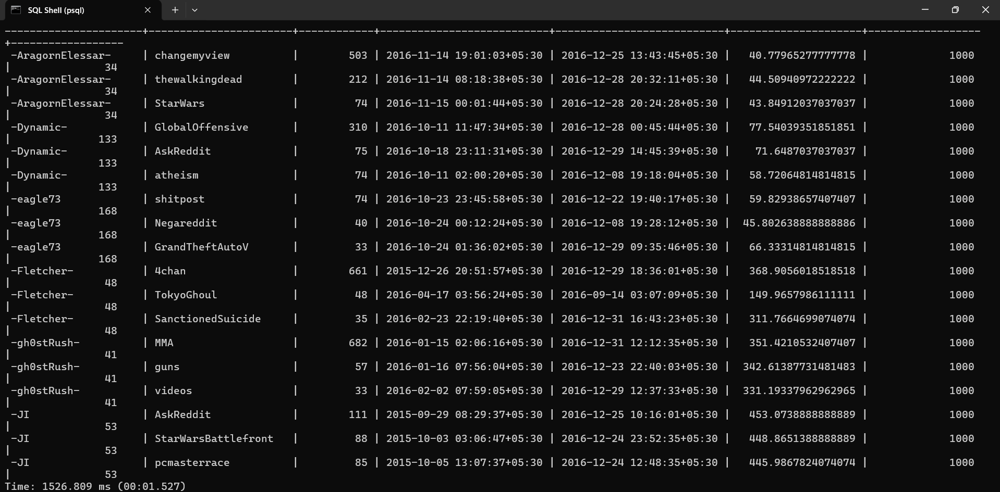 SQL Shell (psql)
----------------------+-----------------------+------------+---------------------------+---------------------------+---------------------+------------------
+------------------
-AragornElessar- | changemyview | 503 | 2016-11-14 19:01:03+05:30 | 2016-12-25 13:43:45+05:30 | 40.77965277777778 | 1000
| 34
-AragornElessar- | thewalkingdead | 212 | 2016-11-14 08:18:38+05:30 | 2016-12-28 20:32:11+05:30 | 44.50940972222222 | 1000
| 34
-AragornElessar- | StarWars | 74 | 2016-11-15 00:01:44+05:30 | 2016-12-28 20:24:28+05:30 | 43.84912037037037 | 1000
| 34
-Dynamic- | GlobalOffensive | 310 | 2016-10-11 11:47:34+05:30 | 2016-12-28 00:45:44+05:30 | 77.54039351851851 | 1000
| 133
-Dynamic- | AskReddit | 75 | 2016-10-18 23:11:31+05:30 | 2016-12-29 14:45:39+05:30 | 71.6487037037037 | 1000
| 133
-Dynamic- | atheism | 74 | 2016-10-11 02:00:20+05:30 | 2016-12-08 19:18:04+05:30 | 58.72064814814815 | 1000
| 133
-eagle73 | shitpost | 74 | 2016-10-23 23:45:58+05:30 | 2016-12-22 19:40:17+05:30 | 59.82938657407407 | 1000
| 168
-eagle73 | Negareddit | 40 | 2016-10-24 00:12:24+05:30 | 2016-12-08 19:28:12+05:30 | 45.802638888888886 | 1000
| 168
-eagle73 | GrandTheftAutoV | 33 | 2016-10-24 01:36:02+05:30 | 2016-12-29 09:35:46+05:30 | 66.33314814814815 | 1000
| 168
-Fletcher- | 4chan | 661 | 2015-12-26 20:51:57+05:30 | 2016-12-29 18:36:01+05:30 | 368.9056018518518 | 1000
| 48
-Fletcher- | TokyoGhoul | 48 | 2016-04-17 03:56:24+05:30 | 2016-09-14 03:07:09+05:30 | 149.9657986111111 | 1000
| 48
-Fletcher- | SanctionedSuicide | 35 | 2016-02-23 22:19:40+05:30 | 2016-12-31 16:43:23+05:30 | 311.7664699074074 | 1000
| 48
-gh0stRush- | MMA | 682 | 2016-01-15 02:06:16+05:30 | 2016-12-31 12:12:35+05:30 | 351.4210532407407 | 1000
| 41
-gh0stRush- | guns | 57 | 2016-01-16 07:56:04+05:30 | 2016-12-23 22:40:03+05:30 | 342.61387731481483 | 1000
| 41
-gh0stRush- | videos | 33 | 2016-02-02 07:59:05+05:30 | 2016-12-29 12:37:33+05:30 | 331.19337962962965 | 1000
| 41
-JI | AskReddit | 111 | 2015-09-29 08:29:37+05:30 | 2016-12-25 10:16:01+05:30 | 453.0738888888889 | 1000
| 53
-JI | StarWarsBattlefront | 88 | 2015-10-03 03:06:47+05:30 | 2016-12-24 23:52:35+05:30 | 448.8651388888889 | 1000
| 53
-JI | pcmasterrace | 85 | 2015-10-05 13:07:37+05:30 | 2016-12-24 12:48:35+05:30 | 445.9867824074074 | 1000
| 53
Time: 1526.809 ms (00:01.527)